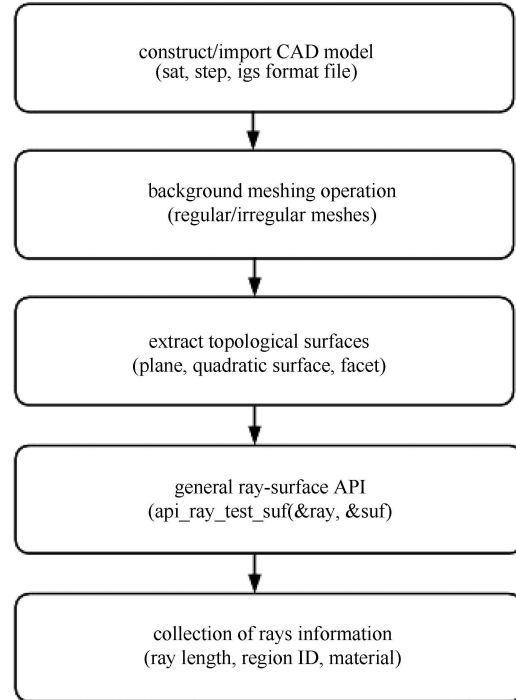 construct/import CAD model
(sat, step, igs format file)
background meshing operation
(regular/irregular meshes)
extract topological surfaces
(plane, quadratic surface, facet)
general ray-surface API
(api_ray_test_suf(&ray, &suf)
collection of rays information
(ray length, region ID, material)